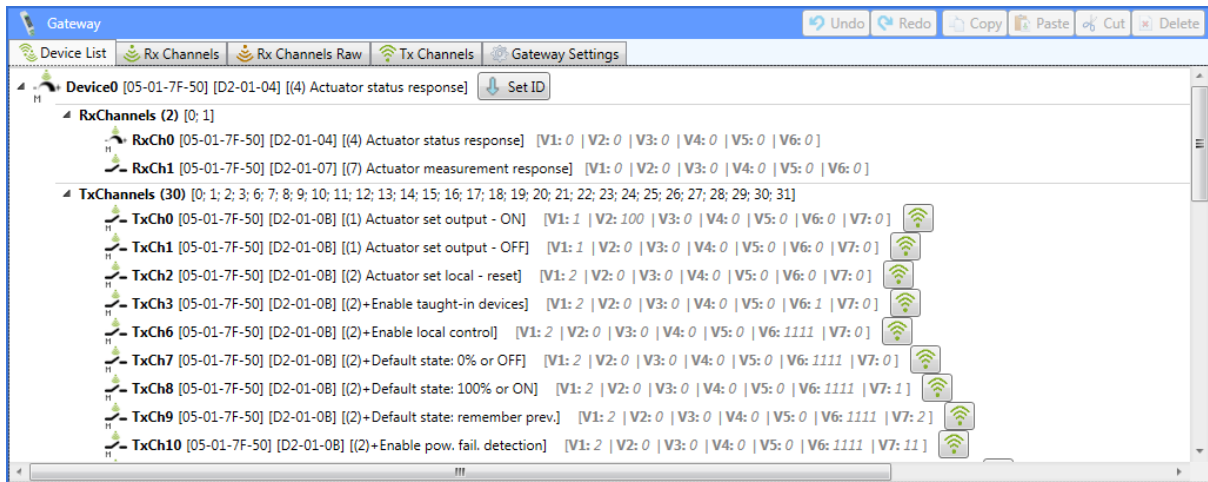 Gateway Undo Redo Copy Paste Cut Delete
Device List Rx Channels Rx Channels Raw Tx Channels Gateway Settings
Device0 [05-01-7F-50] [D2-01-04] [(4) Actuator status response] Set ID
M
RxChannels (2) [0; 1]
RxCh0 [05-01-7F-50] [D2-01-04] [(4) Actuator status response] [V1: 0 | V2: 0 | V3: 0 | V4: 0 | V5: 0 | V6: 0 ]
M
RxCh1 [05-01-7F-50] [D2-01-07] [(7) Actuator measurement response] [V1: 0 | V2: 0 | V3: 0 | V4: 0 | V5: 0 | V6: 0 ]
M
TxChannels (30) [0; 1; 2; 3; 6; 7; 8; 9; 10; 11; 12; 13; 14; 15; 16; 17; 18; 19; 20; 21; 22; 23; 24; 25; 26; 27; 28; 29; 30; 31]
TxCh0 [05-01-7F-50] [D2-01-0B] [(1) Actuator set output - ON] [V1: 1 | V2: 100 | V3: 0 | V4: 0 | V5: 0 | V6: 0 | V7: 0 ]
M
TxCh1 [05-01-7F-50] [D2-01-0B] [(1) Actuator set output - OFF] [V1: 1 | V2: 0 | V3: 0 | V4: 0 | V5: 0 | V6: 0 | V7: 0 ]
M
TxCh2 [05-01-7F-50] [D2-01-0B] [(2) Actuator set local - reset] [V1: 2 | V2: 0 | V3: 0 | V4: 0 | V5: 0 | V6: 0 | V7: 0 ]
M
TxCh3 [05-01-7F-50] [D2-01-0B] [(2)+Enable taught-in devices] [V1: 2 | V2: 0 | V3: 0 | V4: 0 | V5: 0 | V6: 1 | V7: 0 ]
M
TxCh6 [05-01-7F-50] [D2-01-0B] [(2)+Enable local control] [V1: 2 | V2: 0 | V3: 0 | V4: 0 | V5: 0 | V6: 1111 | V7: 0 ]
M
TxCh7 [05-01-7F-50] [D2-01-0B] [(2)+Default state: 0% or OFF] [V1: 2 | V2: 0 | V3: 0 | V4: 0 | V5: 0 | V6: 1111 | V7: 0 ]
M
TxCh8 [05-01-7F-50] [D2-01-0B] [(2)+Default state: 100% or ON] [V1: 2 | V2: 0 | V3: 0 | V4: 0 | V5: 0 | V6: 1111 | V7: 1 ]
M
TxCh9 [05-01-7F-50] [D2-01-0B] [(2)+Default state: remember prev.] [V1: 2 | V2: 0 | V3: 0 | V4: 0 | V5: 0 | V6: 1111 | V7: 2 ]
M
TxCh10 [05-01-7F-50] [D2-01-0B] [(2)+Enable pow. fail. detection] [V1: 2 | V2: 0 | V3: 0 | V4: 0 | V5: 0 | V6: 1111 | V7: 11 ]
M